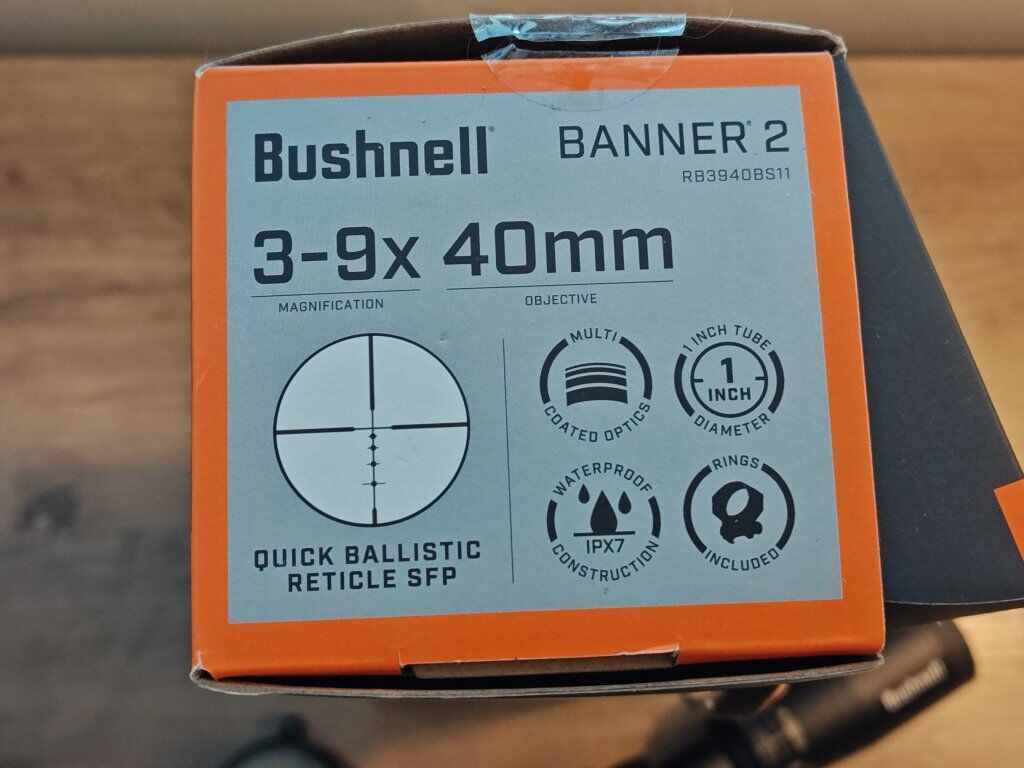 Bushnell®
BANNER® 2
RB3940BS11
3-9x 40mm
MAGNIFICATION
OBJECTIVE
MULTI
COATED OPTICS
1 INCH TUBE
1
INCH
DIAMETER
WATERPROOF
IPX7
CONSTRUCTION
RINGS
INCLUDED
QUICK BALLISTIC
RETICLE SFP
Bushnell